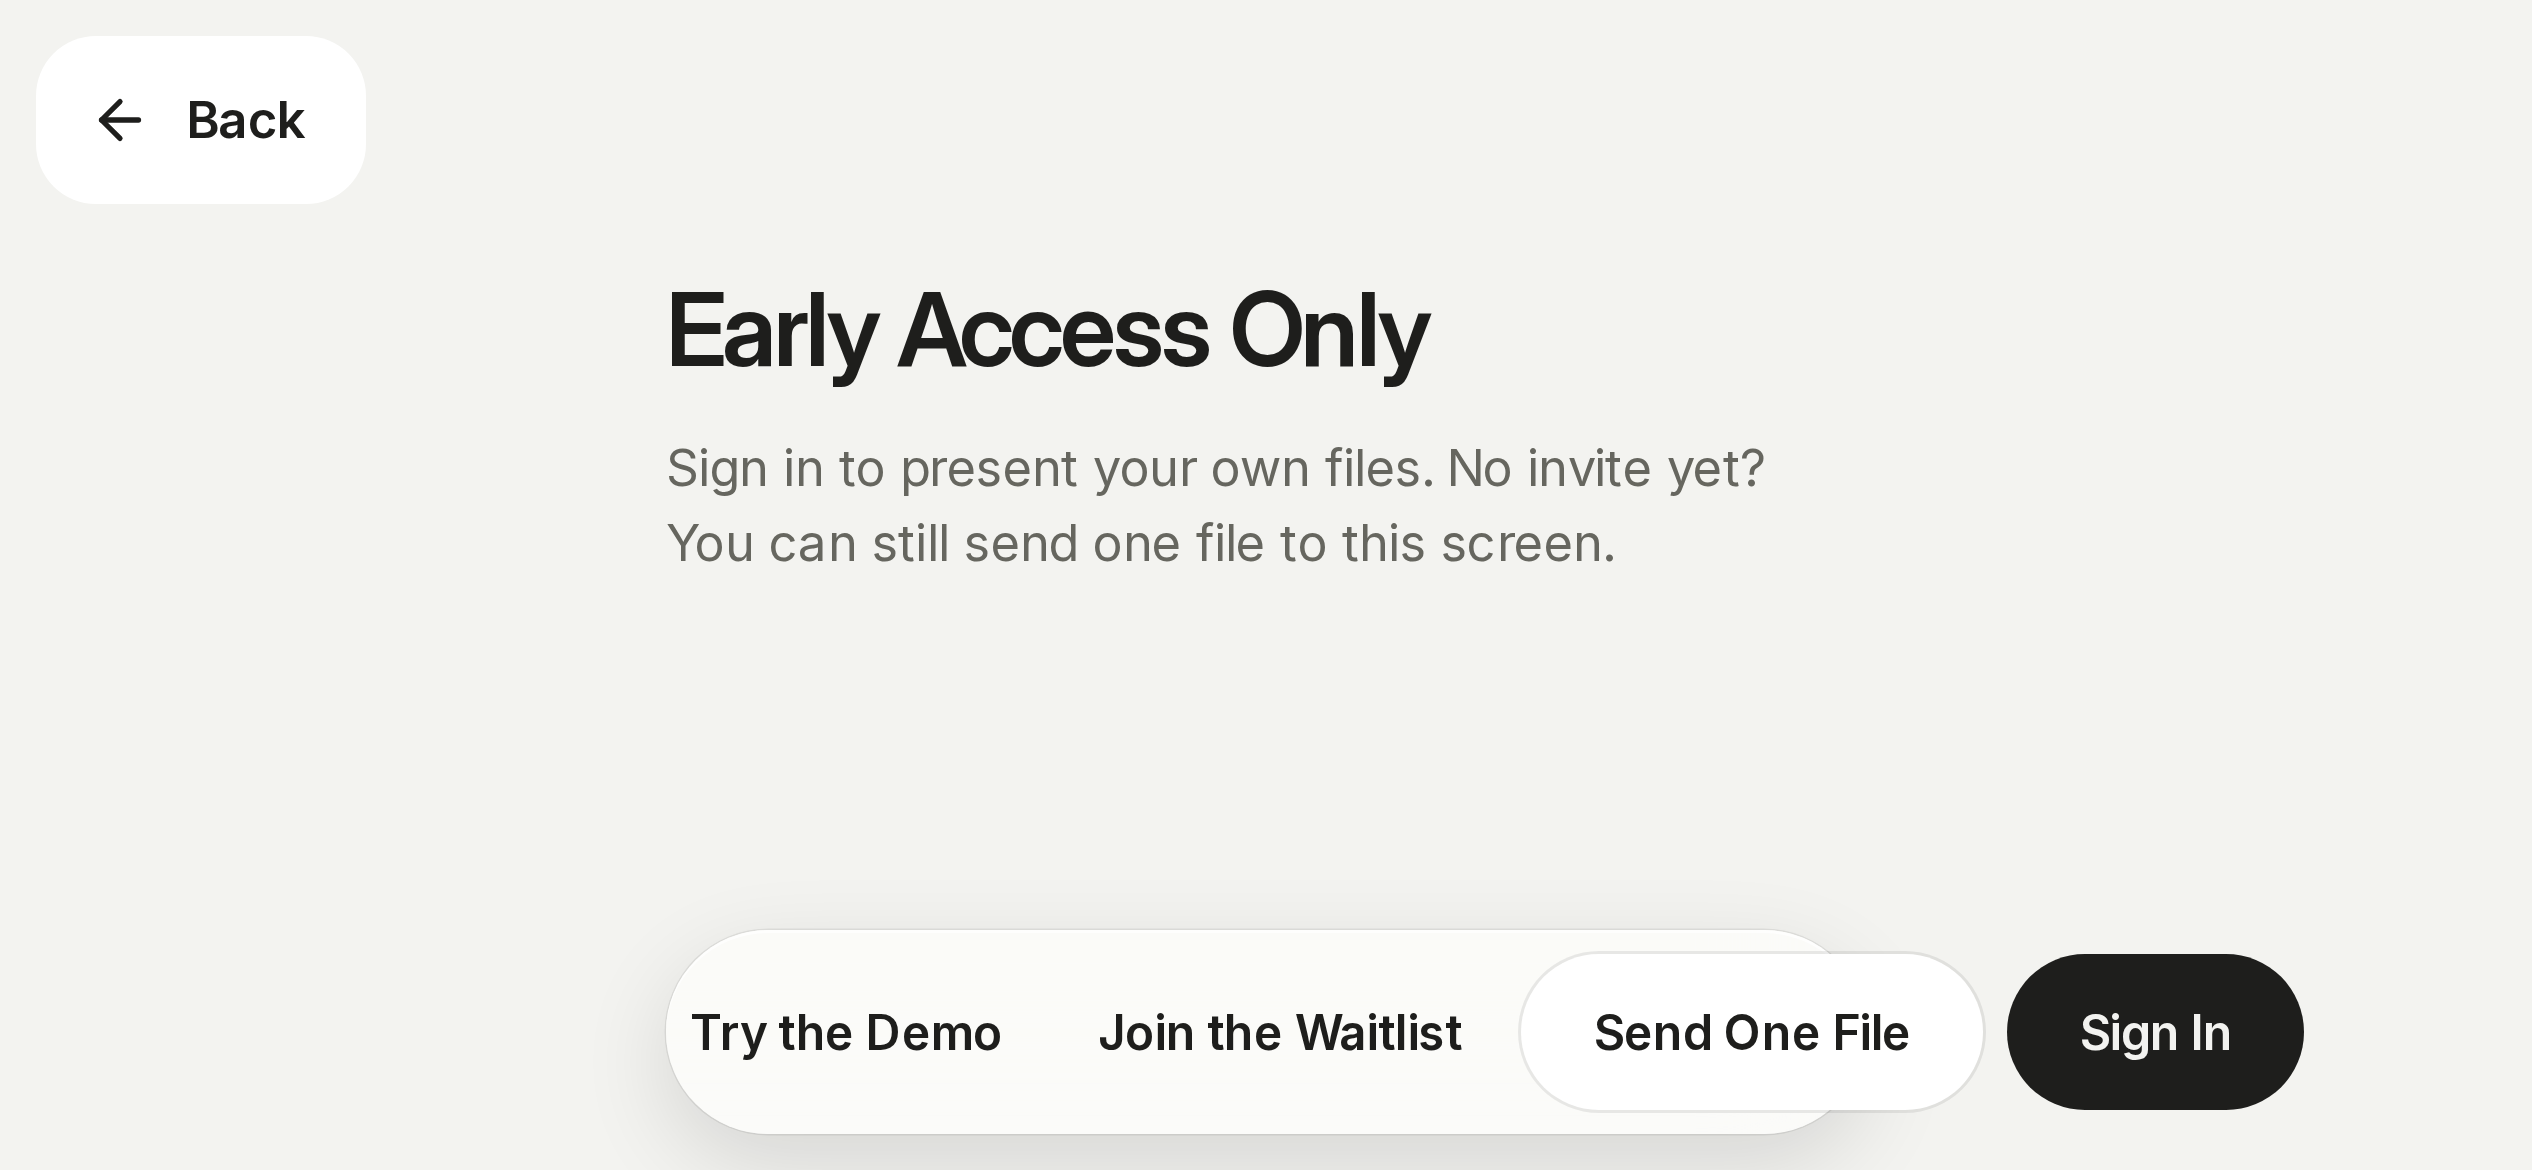 Back
Early Access Only
Sign in to present your own files. No invite yet?
You can still send one file to this screen.
Try the Demo
Join the Waitlist
Send One File
Sign In